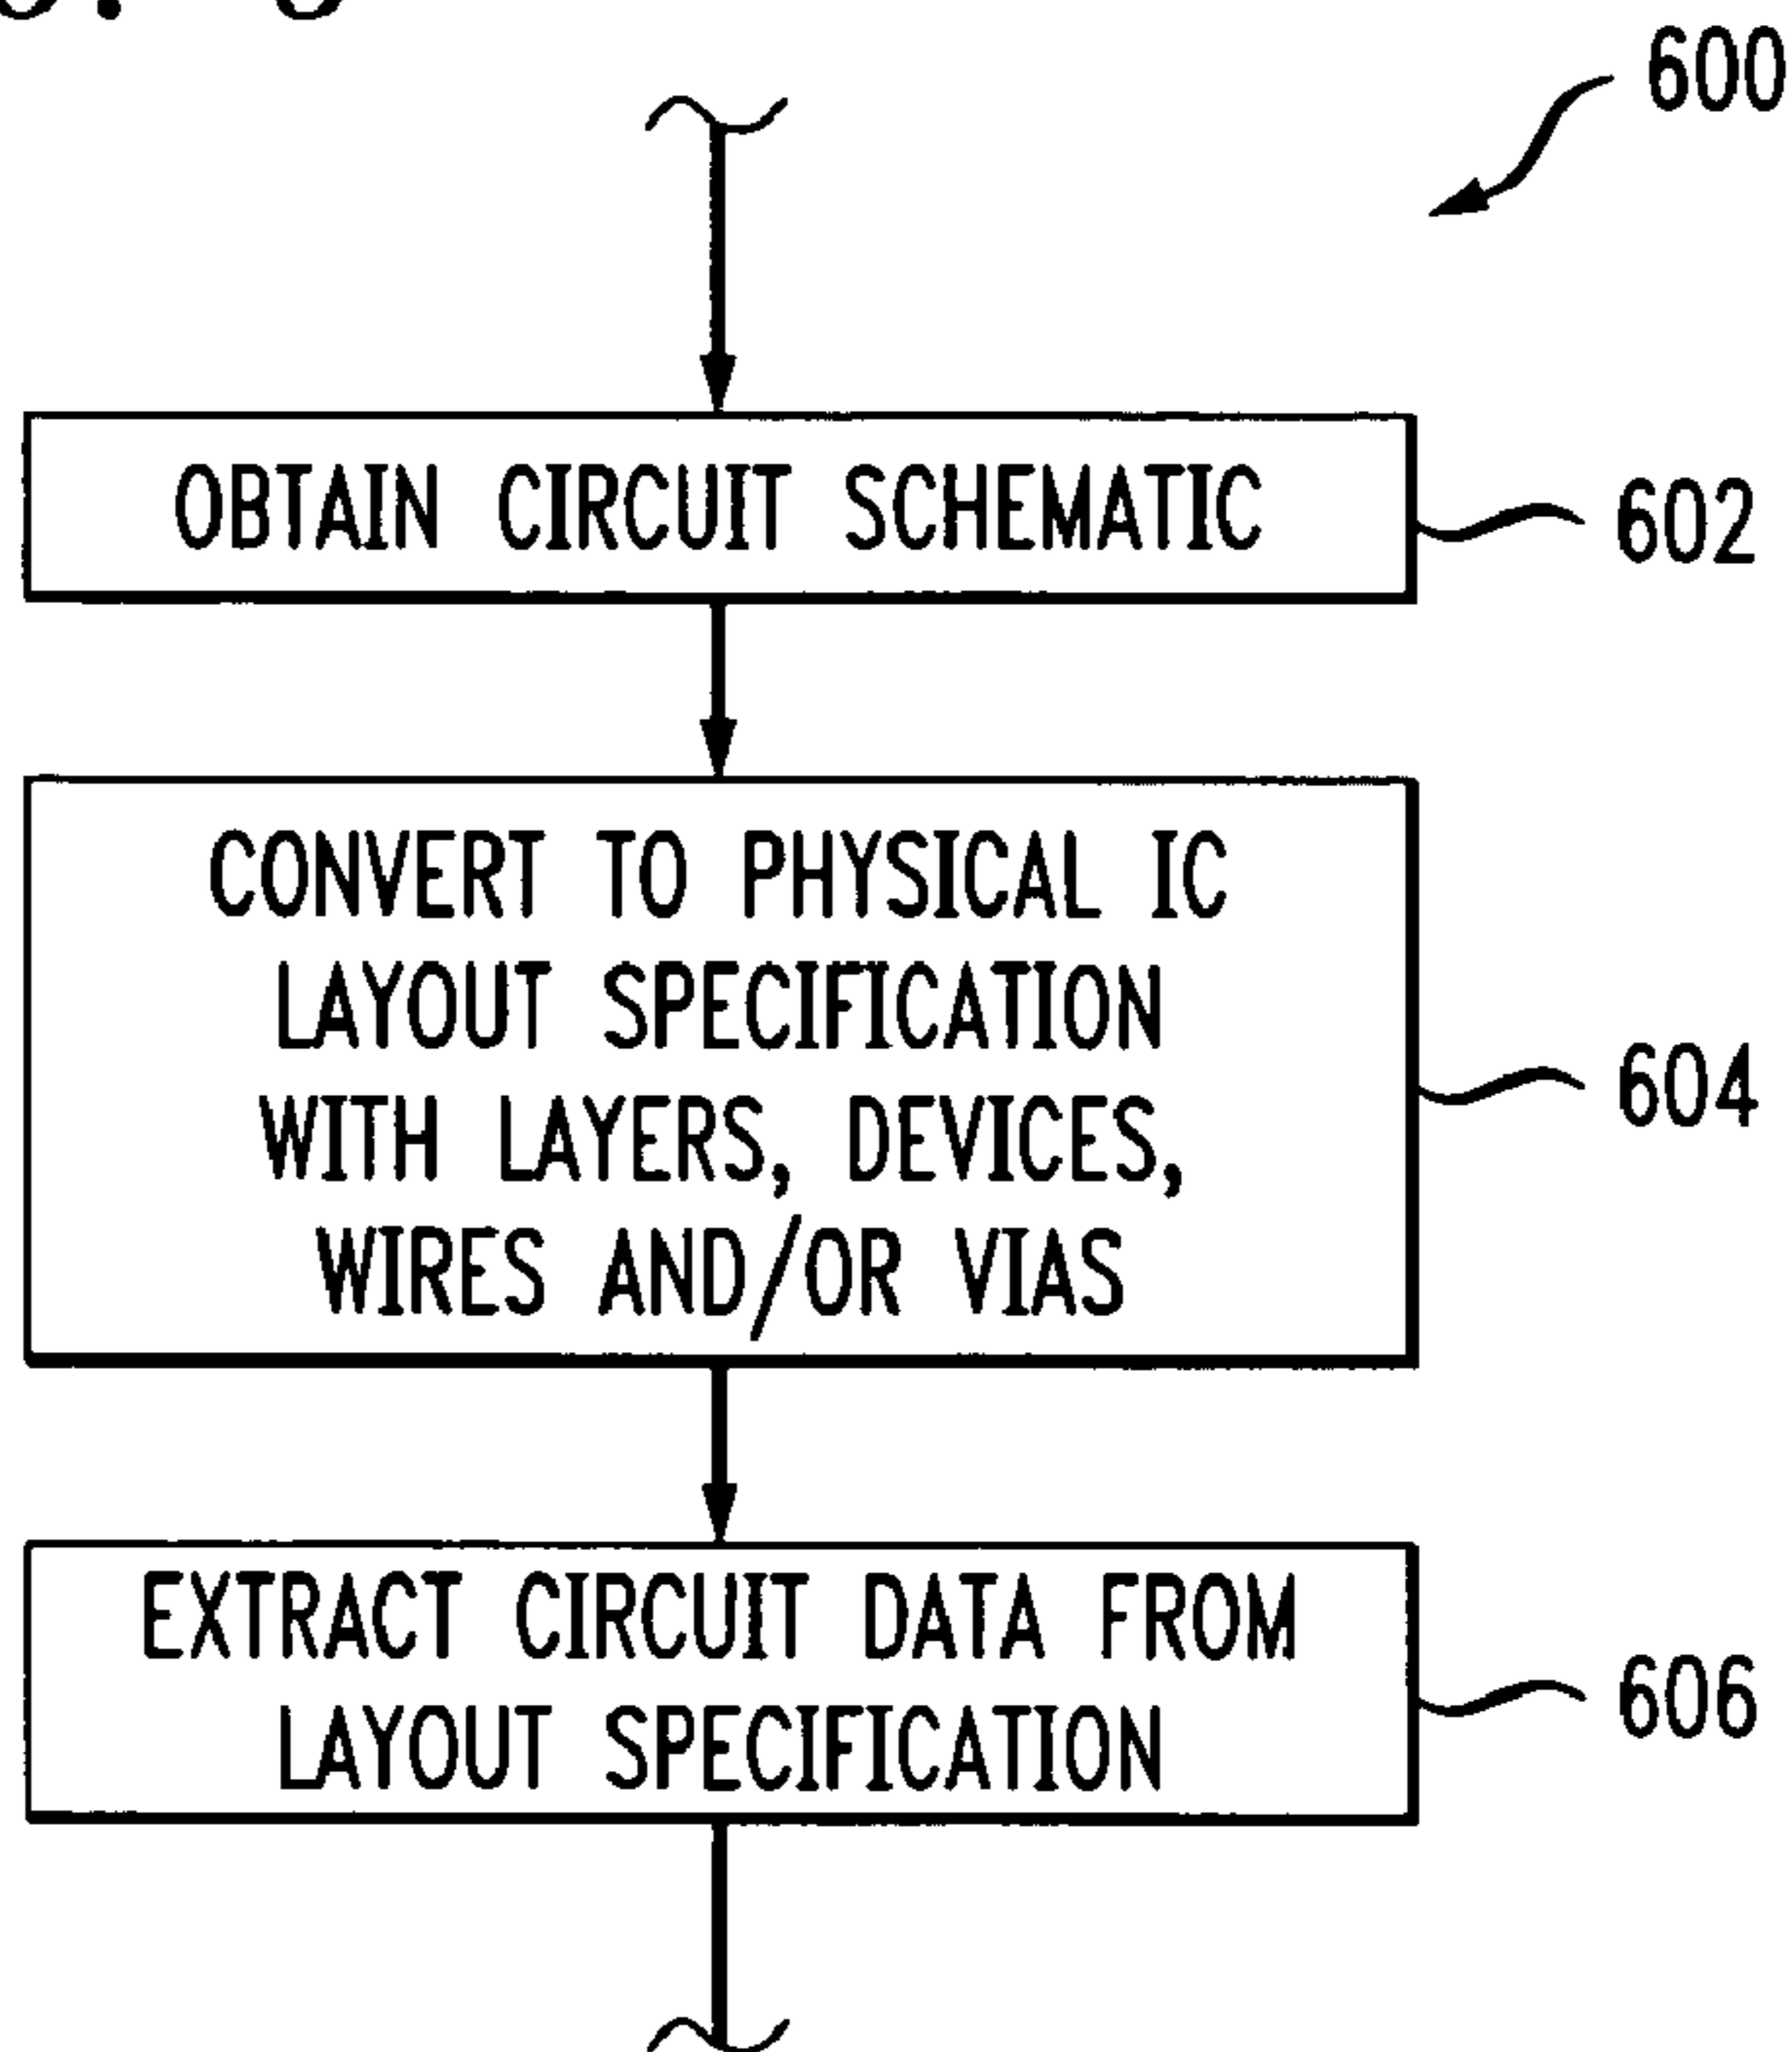 600
OBTAIN CIRCUIT SCHEMATIC
602
CONVERT TO PHYSICAL IC
LAYOUT SPECIFICATION
WITH LAYERS, DEVICES,
WIRES AND/OR VIAS
604
EXTRACT CIRCUIT DATA FROM
LAYOUT SPECIFICATION
606